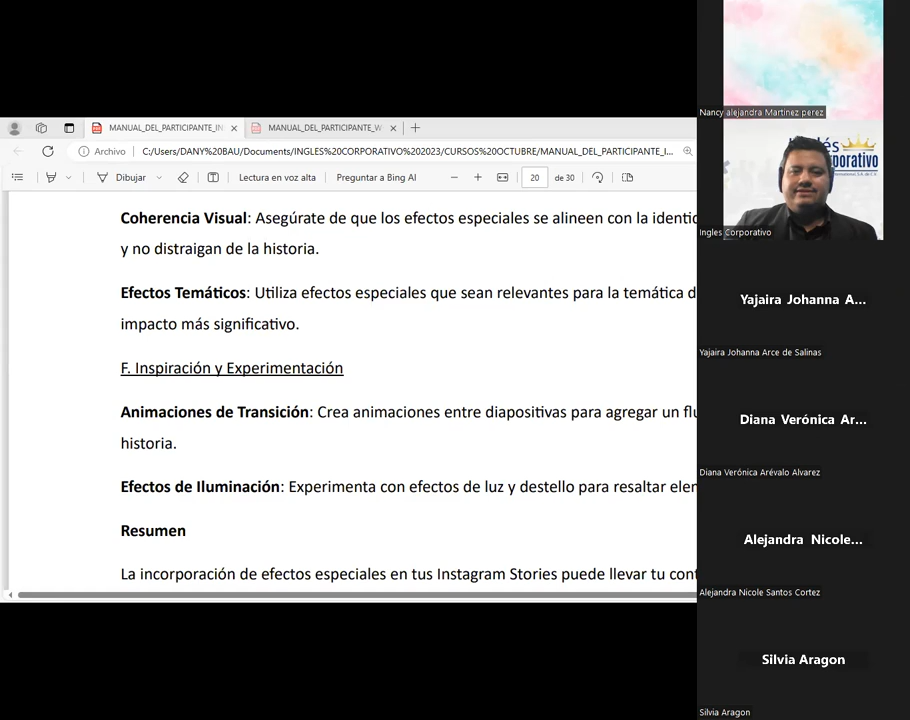 MANUAL_DEL_PARTICIPANTE_IN
MANUAL_DEL_PARTICIPANTE_W
Archivo
C:/Users/DANY%20BAU/Documents/INGLES%20CORPORATIVO%202023/CURSOS%20OCTUBRE/MANUAL_DEL_PARTICIPANTE_I...
Dibujar
Lectura en voz alta
Preguntar a Bing AI
20
de 30
Coherencia Visual: Asegúrate de que los efectos especiales se alineen con la identic
y no distraigan de la historia.
Efectos Temáticos: Utiliza efectos especiales que sean relevantes para la temática d
impacto más significativo.
F. Inspiración y Experimentación
Animaciones de Transición: Crea animaciones entre diapositivas para agregar un flu
historia.
Efectos de Iluminación: Experimenta con efectos de luz y destello para resaltar elen
Resumen
La incorporación de efectos especiales en tus Instagram Stories puede llevar tu cont
Nancy alejandra Martinez perez
Ingles Corporativo
Yajaira Johanna A...
Yajaira Johanna Arce de Salinas
Diana Verónica Ar...
Diana Verónica Arévalo Alvarez
Alejandra Nicole...
Alejandra Nicole Santos Cortez
Silvia Aragon
Silvia Aragon